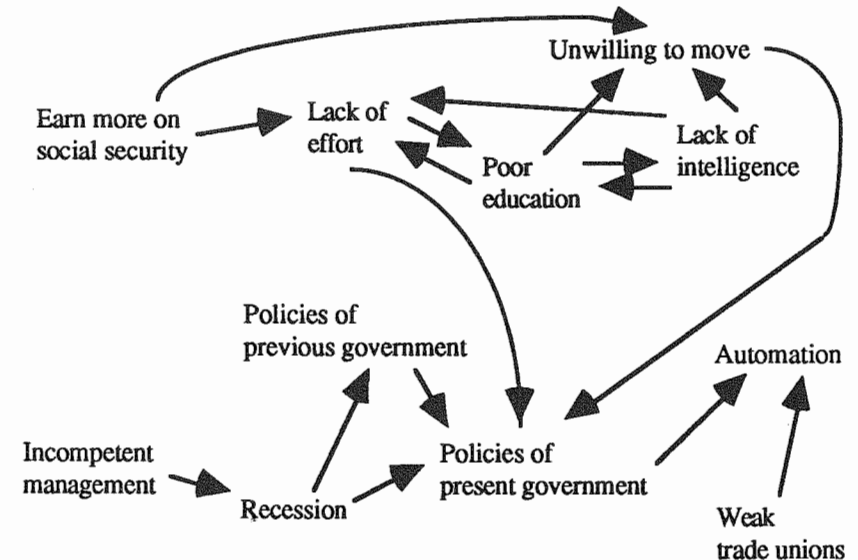 Unwilling to move
Earn more on
social security
Lack of
effort
Lack of
intelligence
Poor
education
Policies of
previous government
Automation
Incompetent
management
Recession
Policies of
present government
Weak
trade unions